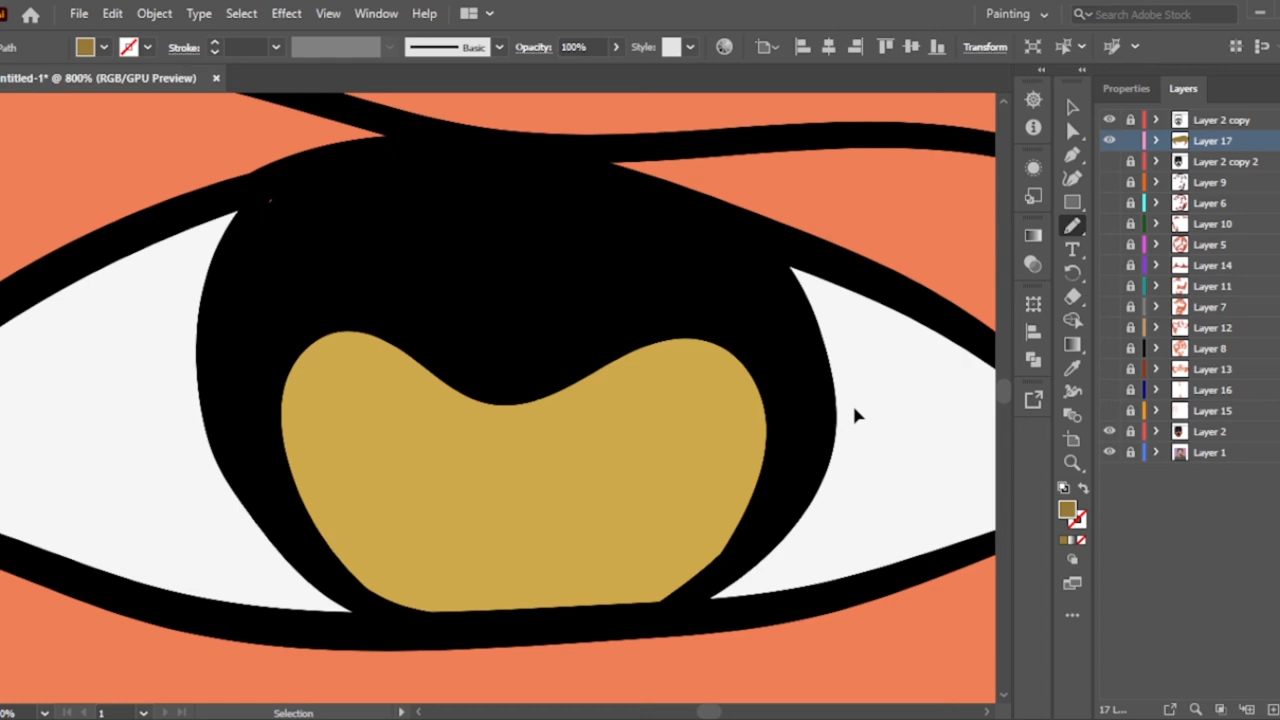 Ai File Edit Object Type Select Effect View Window Help Painting Search Adobe Stock
Path Stroke: Basic Opacity: 100% Style: Transform
ntitled-1* @ 800% (RGB/GPU Preview) ×
Properties Layers
Layer 2 copy
Layer 17
Layer 2 copy 2
Layer 9
Layer 6
Layer 10
Layer 5
Layer 14
Layer 11
Layer 7
Layer 12
Layer 8
Layer 13
Layer 16
Layer 15
Layer 2
Layer 1
0% 1 Selection 17 L...